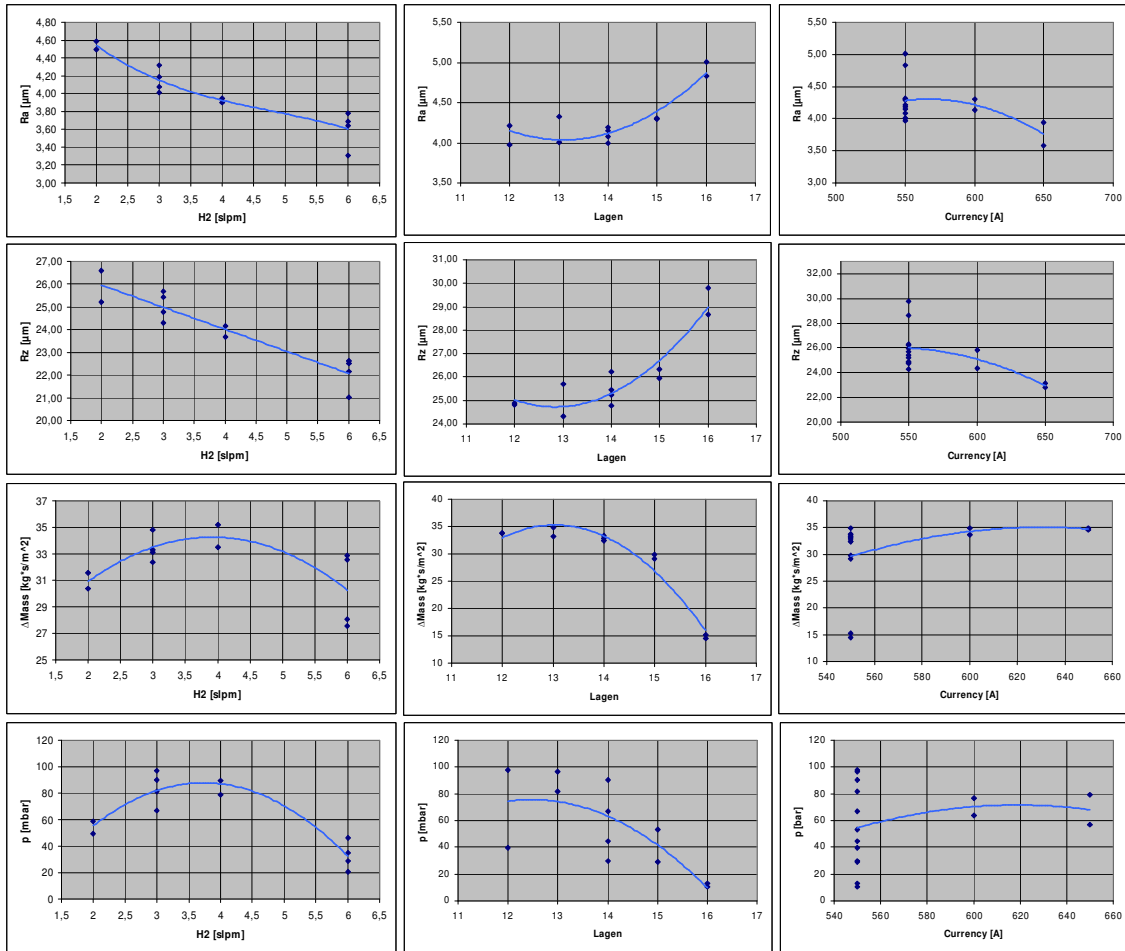 4,80
4,60
4,40
4,20
4,00
3,80
3,60
3,40
3,20
3,00
Ra [µm]
1,5 2 2,5 3 3,5 4 4,5 5 5,5 6 6,5
H2 [slpm]
5,50
5,00
4,50
4,00
3,50
Ra [µm]
11 12 13 14 15 16 17
Lagen
5,50
5,00
4,50
4,00
3,50
3,00
Ra [µm]
500 550 600 650 700
Currency [A]
27,00
26,00
25,00
24,00
23,00
22,00
21,00
20,00
Rz [µm]
1,5 2 2,5 3 3,5 4 4,5 5 5,5 6 6,5
H2 [slpm]
31,00
30,00
29,00
28,00
27,00
26,00
25,00
24,00
Rz [µm]
11 12 13 14 15 16 17
Lagen
32,00
30,00
28,00
26,00
24,00
22,00
20,00
Rz [µm]
500 550 600 650 700
Currency [A]
37
35
33
31
29
27
25
ΔMass [kg*s/m^2]
1,5 2 2,5 3 3,5 4 4,5 5 5,5 6 6,5
H2 [slpm]
40
35
30
25
20
15
10
ΔMass [kg*s/m^2]
11 12 13 14 15 16 17
Lagen
40
35
30
25
20
15
10
ΔMass [kg*s/m^2]
540 560 580 600 620 640 660
Currency [A]
120
100
80
60
40
20
0
p [mbar]
1,5 2 2,5 3 3,5 4 4,5 5 5,5 6 6,5
H2 [slpm]
120
100
80
60
40
20
0
p [mbar]
11 12 13 14 15 16 17
Lagen
120
100
80
60
40
20
0
p [bar]
540 560 580 600 620 640 660
Currency [A]